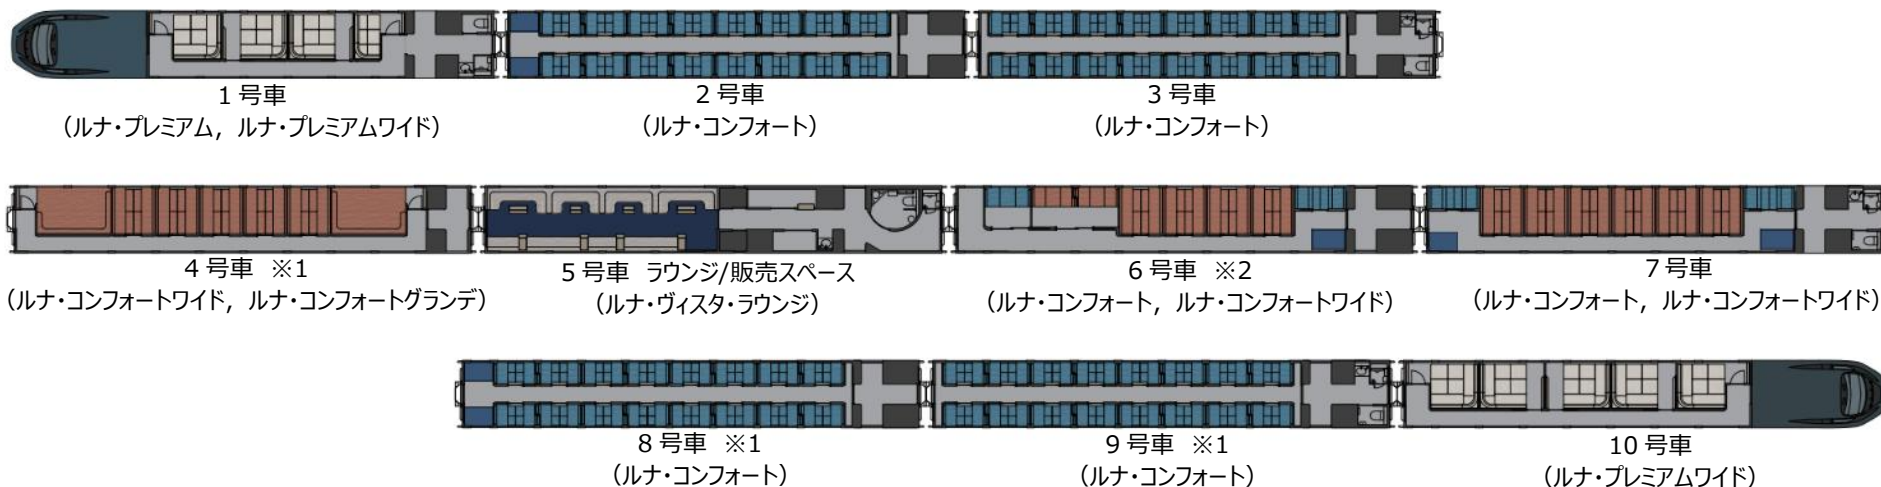 1号車
(ルナ・プレミアム, ルナ・プレミアムワイド)
2号車
(ルナ・コンフォート)
3号車
(ルナ・コンフォート)
4号車 ※1
(ルナ・コンフォートワイド, ルナ・コンフォートグランデ)
5号車 ラウンジ/販売スペース
(ルナ・ヴィスタ・ラウンジ)
6号車 ※2
(ルナ・コンフォート, ルナ・コンフォートワイド)
7号車
(ルナ・コンフォート, ルナ・コンフォートワイド)
8号車 ※1
(ルナ・コンフォート)
9号車 ※1
(ルナ・コンフォート)
10号車
(ルナ・プレミアムワイド)